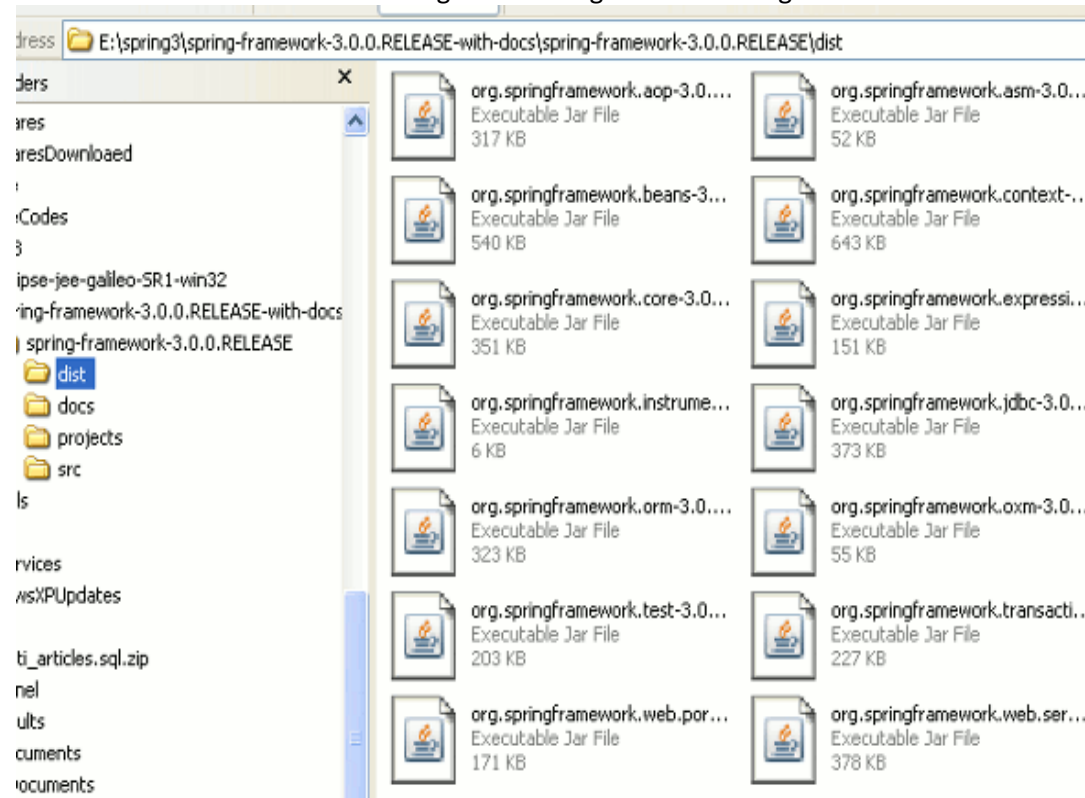 dress E:\spring3\spring-framework-3.0.0.RELEASE-with-docs\spring-framework-3.0.0.RELEASE\dist
ders
ares
aresDownloaed
Codes
3
ipse-jee-galileo-SR1-win32
ring-framework-3.0.0.RELEASE-with-docs
spring-framework-3.0.0.RELEASE
dist
docs
projects
src
ls
rvices
wsXPUpdates
ti_articles.sql.zip
nel
ults
cuments
ocuments
org.springframework.aop-3.0....
Executable Jar File
317 KB
org.springframework.asm-3.0...
Executable Jar File
52 KB
org.springframework.beans-3...
Executable Jar File
540 KB
org.springframework.context-...
Executable Jar File
643 KB
org.springframework.core-3.0...
Executable Jar File
351 KB
org.springframework.expressi...
Executable Jar File
151 KB
org.springframework.instrume...
Executable Jar File
6 KB
org.springframework.jdbc-3.0...
Executable Jar File
373 KB
org.springframework.orm-3.0....
Executable Jar File
323 KB
org.springframework.oxm-3.0...
Executable Jar File
55 KB
org.springframework.test-3.0...
Executable Jar File
203 KB
org.springframework.transacti...
Executable Jar File
227 KB
org.springframework.web.por...
Executable Jar File
171 KB
org.springframework.web.ser...
Executable Jar File
378 KB